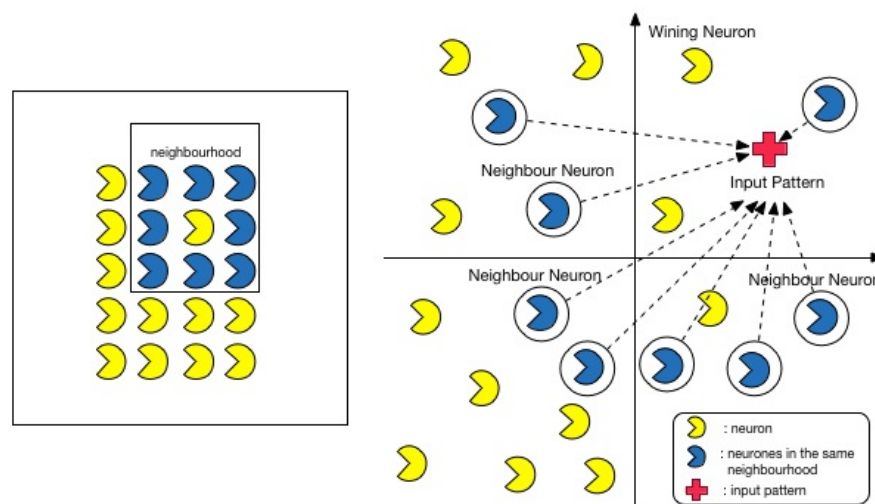 neighbourhood
Wining Neuron
Neighbour Neuron
Input Pattern
Neighbour Neuron
Neighbour Neuron
: neuron
: neurones in the same
neighbourhood
: input pattern